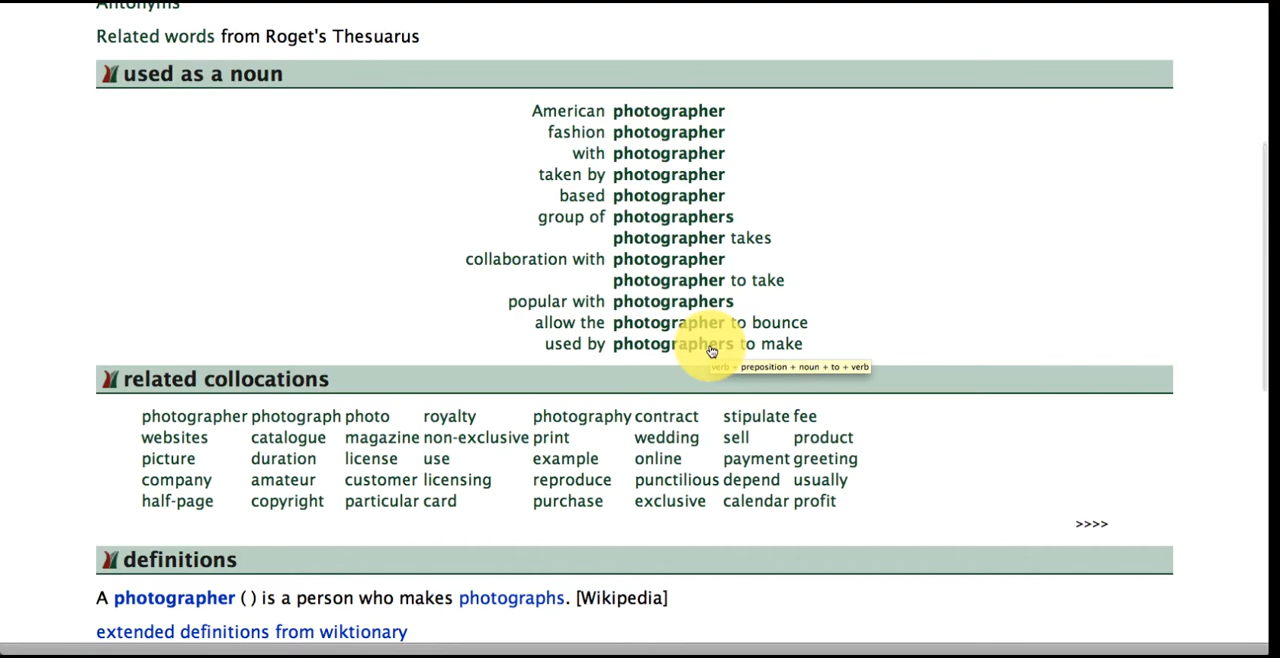 Antonyms
Related words from Roget's Thesuarus
used as a noun
American photographer
fashion photographer
with photographer
taken by photographer
based photographer
group of photographers
photographer takes
collaboration with photographer
photographer to take
popular with photographers
allow the photographer to bounce
used by photographers to make
verb + preposition + noun + to + verb
related collocations
photographer photograph photo royalty photography contract stipulate fee
websites catalogue magazine non-exclusive print wedding sell product
picture duration license use example online payment greeting
company amateur customer licensing reproduce punctilious depend usually
half-page copyright particular card purchase exclusive calendar profit
>>>>
definitions
A photographer ( ) is a person who makes photographs. [Wikipedia]
extended definitions from wiktionary